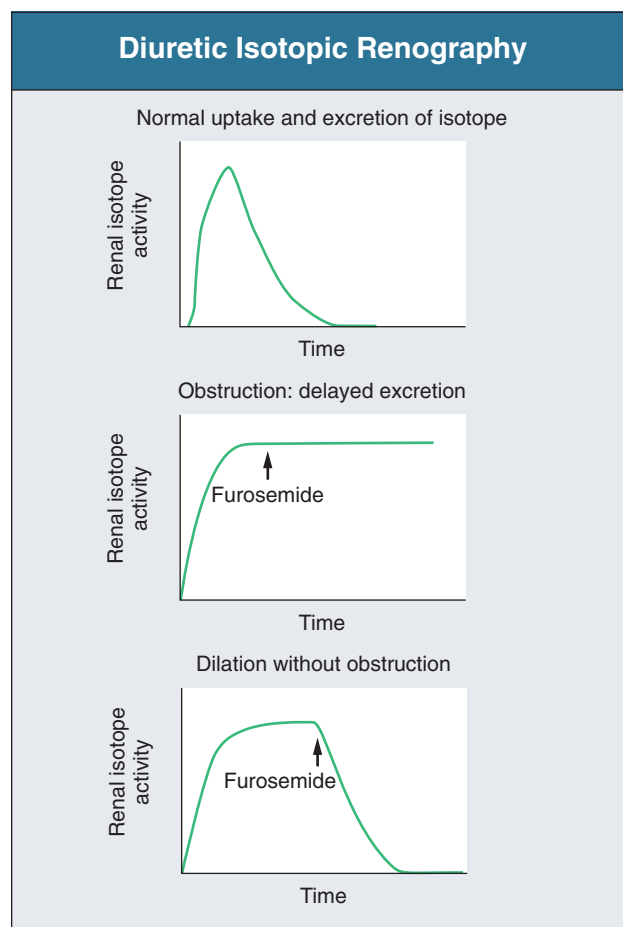 Diuretic Isotopic Renography
Normal uptake and excretion of isotope
Renal isotope
activity
Time
Obstruction: delayed excretion
Renal isotope
activity
Furosemide
Time
Dilation without obstruction
Renal isotope
activity
Furosemide
Time